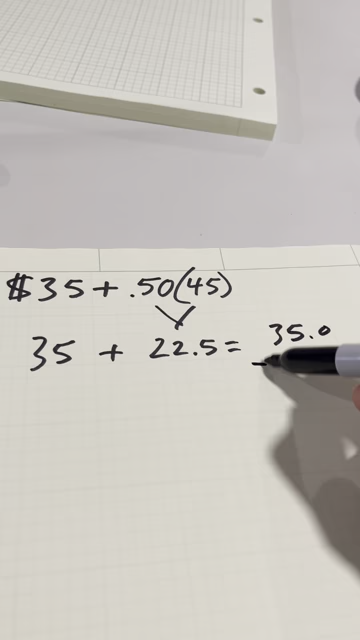 $35 + .50(45)
35 + 22.5 = 35.0